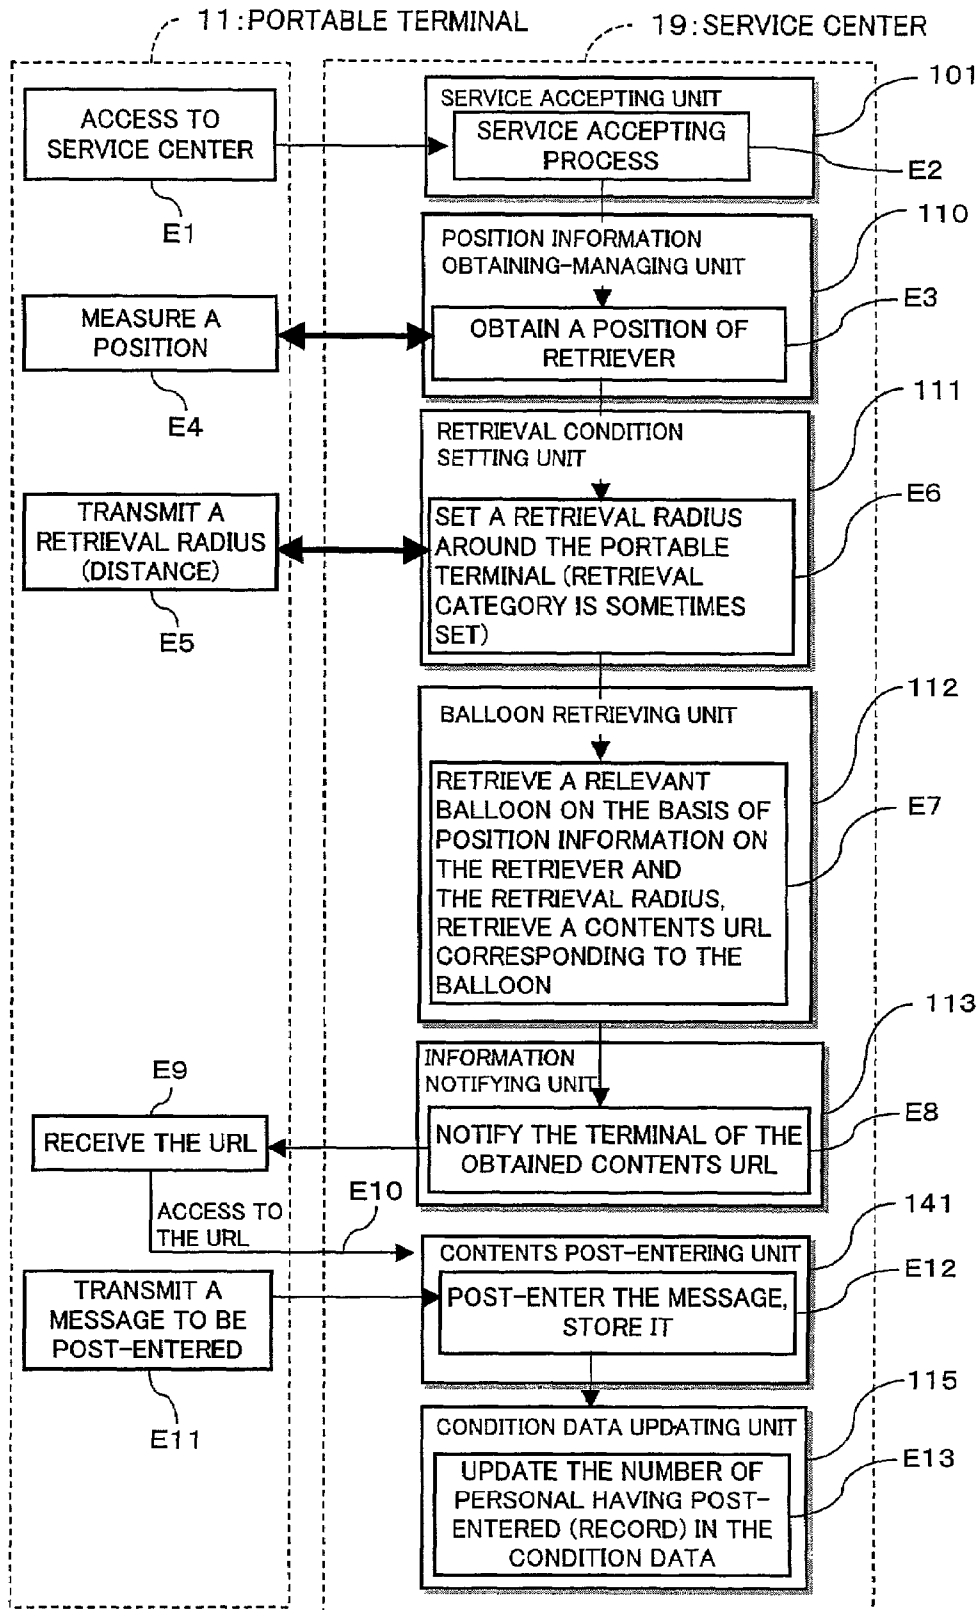 11:PORTABLE TERMINAL
19:SERVICE CENTER
101
SERVICE ACCEPTING UNIT
ACCESS TO
SERVICE CENTER
SERVICE ACCEPTING
PROCESS
E2
E1
110
POSITION INFORMATION
OBTAINING-MANAGING UNIT
E3
MEASURE A
POSITION
OBTAIN A POSITION OF
RETRIEVER
E4
111
RETRIEVAL CONDITION
SETTING UNIT
E6
TRANSMIT A
RETRIEVAL RADIUS
(DISTANCE)
SET A RETRIEVAL RADIUS
AROUND THE PORTABLE
TERMINAL (RETRIEVAL
CATEGORY IS SOMETIMES
SET)
E5
112
BALLOON RETRIEVING UNIT
RETRIEVE A RELEVANT
BALLOON ON THE BASIS OF
POSITION INFORMATION ON
THE RETRIEVER AND
THE RETRIEVAL RADIUS,
RETRIEVE A CONTENTS URL
CORRESPONDING TO THE
BALLOON
E7
113
INFORMATION
NOTIFYING UNIT
E9
E8
RECEIVE THE URL
NOTIFY THE TERMINAL OF THE
OBTAINED CONTENTS URL
E10
ACCESS TO
THE URL
141
CONTENTS POST-ENTERING UNIT
E12
TRANSMIT A
MESSAGE TO BE
POST-ENTERED
POST-ENTER THE MESSAGE,
STORE IT
E11
115
CONDITION DATA UPDATING UNIT
E13
UPDATE THE NUMBER OF
PERSONAL HAVING POST-
ENTERED (RECORD) IN THE
CONDITION DATA